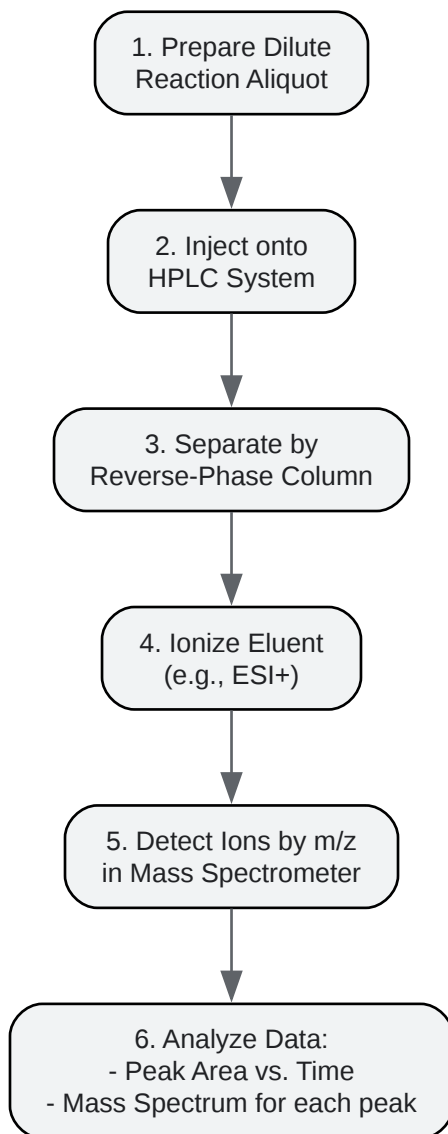 1. Prepare Dilute
Reaction Aliquot
2. Inject onto
HPLC System
3. Separate by
Reverse-Phase Column
4. Ionize Eluent
(e.g., ESI+)
5. Detect Ions by m/z
in Mass Spectrometer
6. Analyze Data:
- Peak Area vs. Time
- Mass Spectrum for each peak